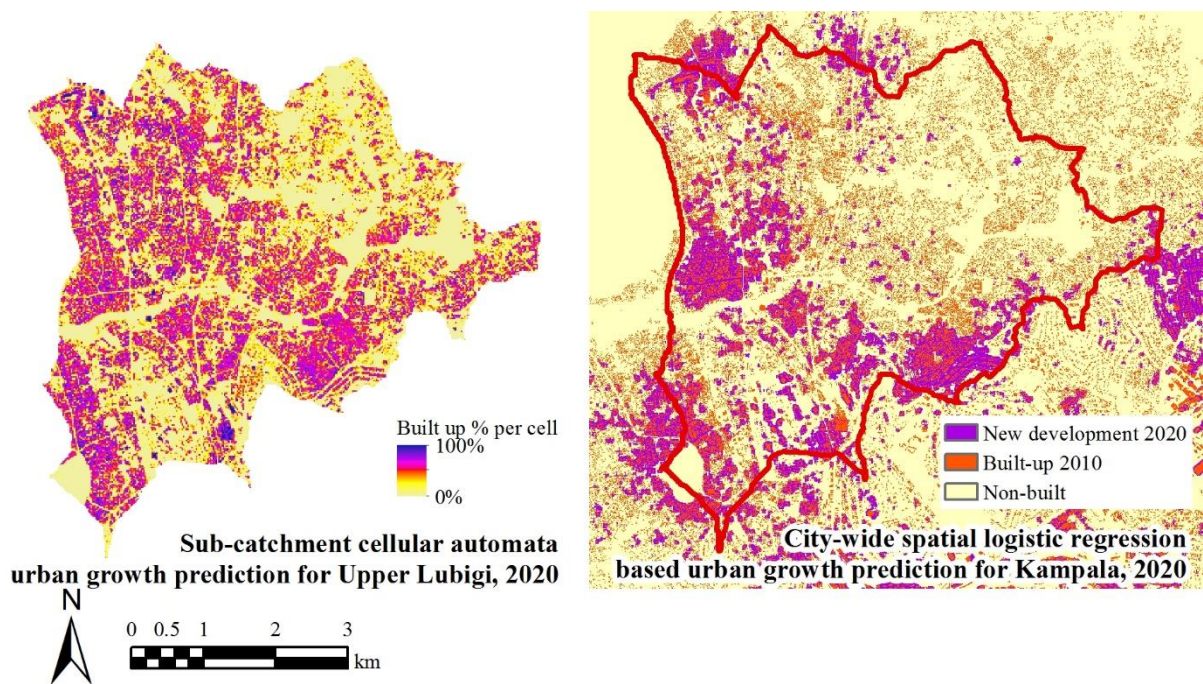 Built up % per cell
100%
0%
Sub-catchment cellular automata
urban growth prediction for Upper Lubigi, 2020
N
0 0.5 1 2 3
km
New development 2020
Built-up 2010
Non-built
City-wide spatial logistic regression
based urban growth prediction for Kampala, 2020